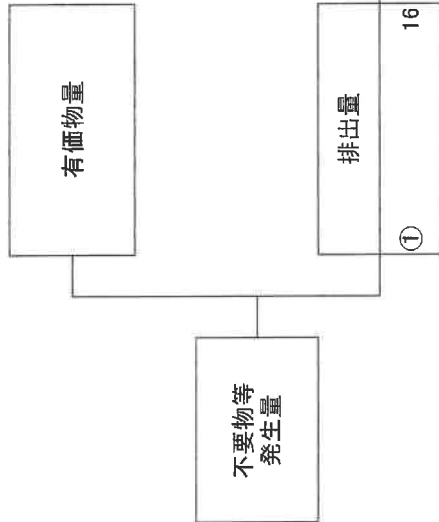 有価物量
不要物等
発生量
排出量
① 16